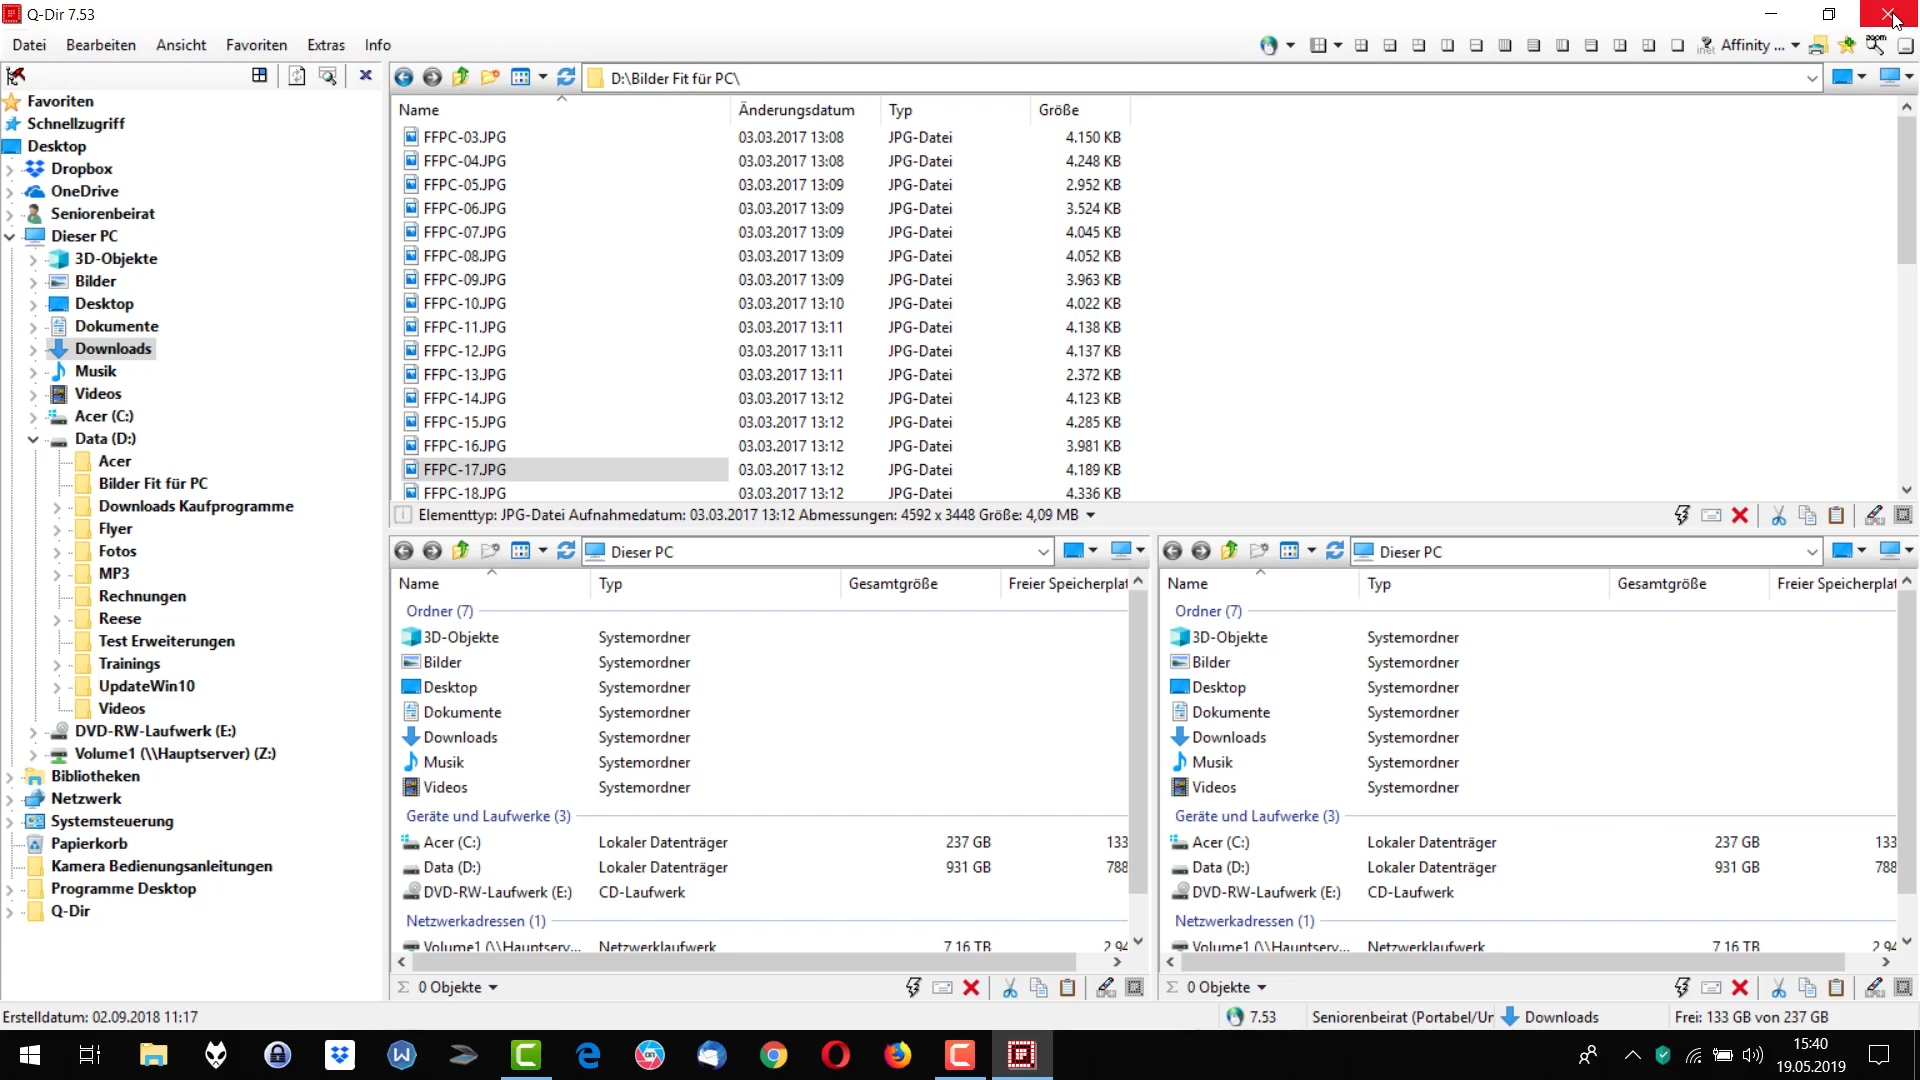 Q-Dir 7.53
Datei Bearbeiten Ansicht Favoriten Extras Info
Affinity ...
zoom
Favoriten
Schnellzugriff
Desktop
Dropbox
OneDrive
Seniorenbeirat
Dieser PC
3D-Objekte
Bilder
Desktop
Dokumente
Downloads
Musik
Videos
Acer (C:)
Data (D:)
Acer
Bilder Fit für PC
Downloads Kaufprogramme
Flyer
Fotos
MP3
Rechnungen
Reese
Test Erweiterungen
Trainings
UpdateWin10
Videos
DVD-RW-Laufwerk (E:)
Volume1 (\\Hauptserver) (Z:)
Bibliotheken
Netzwerk
Systemsteuerung
Papierkorb
Kamera Bedienungsanleitungen
Programme Desktop
Q-Dir
D:\Bilder Fit für PC\
Name Änderungsdatum Typ Größe
FFPC-03.JPG 03.03.2017 13:08 JPG-Datei 4.150 KB
FFPC-04.JPG 03.03.2017 13:08 JPG-Datei 4.248 KB
FFPC-05.JPG 03.03.2017 13:09 JPG-Datei 2.952 KB
FFPC-06.JPG 03.03.2017 13:09 JPG-Datei 3.524 KB
FFPC-07.JPG 03.03.2017 13:09 JPG-Datei 4.045 KB
FFPC-08.JPG 03.03.2017 13:09 JPG-Datei 4.052 KB
FFPC-09.JPG 03.03.2017 13:09 JPG-Datei 3.963 KB
FFPC-10.JPG 03.03.2017 13:10 JPG-Datei 4.022 KB
FFPC-11.JPG 03.03.2017 13:11 JPG-Datei 4.138 KB
FFPC-12.JPG 03.03.2017 13:11 JPG-Datei 4.137 KB
FFPC-13.JPG 03.03.2017 13:11 JPG-Datei 2.372 KB
FFPC-14.JPG 03.03.2017 13:12 JPG-Datei 4.123 KB
FFPC-15.JPG 03.03.2017 13:12 JPG-Datei 4.285 KB
FFPC-16.JPG 03.03.2017 13:12 JPG-Datei 3.981 KB
FFPC-17.JPG 03.03.2017 13:12 JPG-Datei 4.189 KB
FFPC-18.JPG 03.03.2017 13:12 JPG-Datei 4.336 KB
Elementtyp: JPG-Datei Aufnahmedatum: 03.03.2017 13:12 Abmessungen: 4592 x 3448 Größe: 4,09 MB
Dieser PC
Name Typ Gesamtgröße Freier Speicherplat
Ordner (7)
3D-Objekte Systemordner
Bilder Systemordner
Desktop Systemordner
Dokumente Systemordner
Downloads Systemordner
Musik Systemordner
Videos Systemordner
Geräte und Laufwerke (3)
Acer (C:) Lokaler Datenträger 237 GB 133
Data (D:) Lokaler Datenträger 931 GB 788
DVD-RW-Laufwerk (E:) CD-Laufwerk
Netzwerkadressen (1)
Volume1 (\\Hauptserv... Netzwerklaufwerk 7,16 TB 2,94
0 Objekte
Dieser PC
Name Typ Gesamtgröße Freier Speicherplat
Ordner (7)
3D-Objekte Systemordner
Bilder Systemordner
Desktop Systemordner
Dokumente Systemordner
Downloads Systemordner
Musik Systemordner
Videos Systemordner
Geräte und Laufwerke (3)
Acer (C:) Lokaler Datenträger 237 GB 133
Data (D:) Lokaler Datenträger 931 GB 788
DVD-RW-Laufwerk (E:) CD-Laufwerk
Netzwerkadressen (1)
Volume1 (\\Hauptserv... Netzwerklaufwerk 7,16 TB 2,94
0 Objekte
Erstelldatum: 02.09.2018 11:17 7.53 Seniorenbeirat (Portabel/Ur Downloads Frei: 133 GB von 237 GB
15:40
19.05.2019